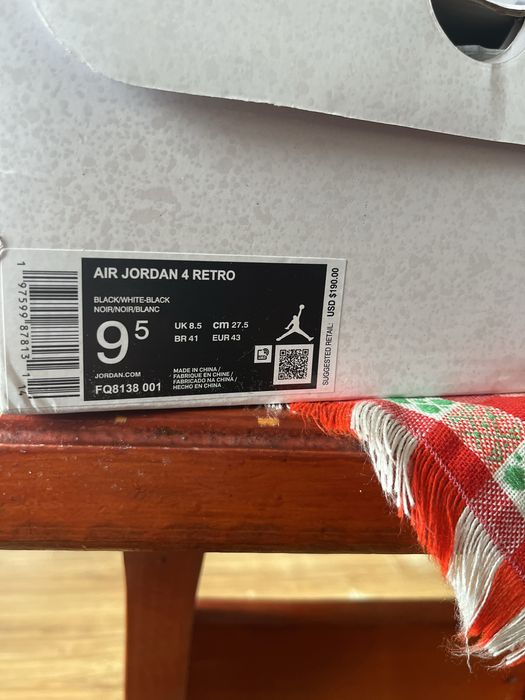 AIR JORDAN 4 RETRO
BLACK/WHITE-BLACK
NOIR/NOIR/BLANC
9 5
UK 8.5 cm 27.5
BR 41 EUR 43
JORDAN.COM
FQ8138 001
MADE IN CHINA /
FABRIQUE EN CHINE /
FABRICADO NA CHINA /
HECHO EN CHINA
SUGGESTED RETAIL: USD $190.00